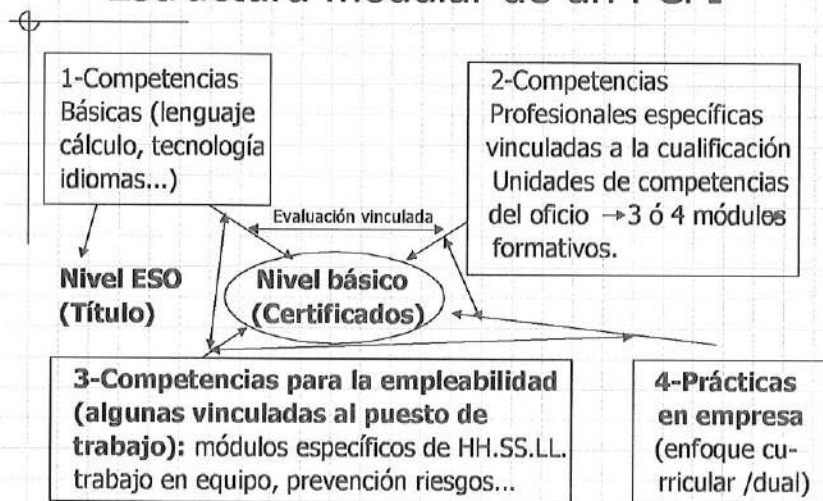 1-Competencias
Básicas (lenguaje
cálculo, tecnología
idiomas...)
2-Competencias
Profesionales específicas
vinculadas a la cualificación
Unidades de competencias
del oficio →3 ó 4 módulos
formativos.
Evaluación vinculada
Nivel ESO
(Título)
Nivel básico
(Certificados)
3-Competencias para la empleabilidad
(algunas vinculadas al puesto de
trabajo): módulos específicos de HH.SS.LL.
trabajo en equipo, prevención riesgos...
4-Prácticas
en empresa
(enfoque cu-
rricular /dual)